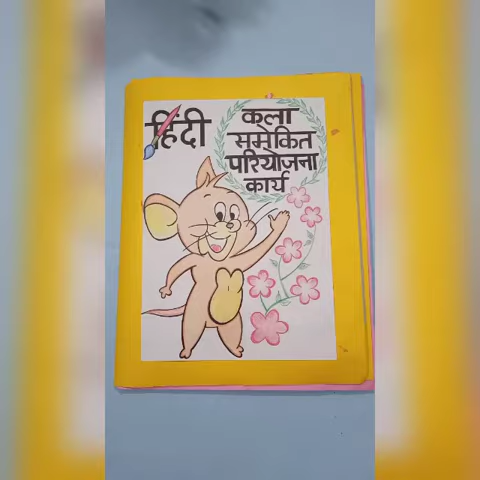 हिंदी
कला
समेकित
परियोजना
कार्य